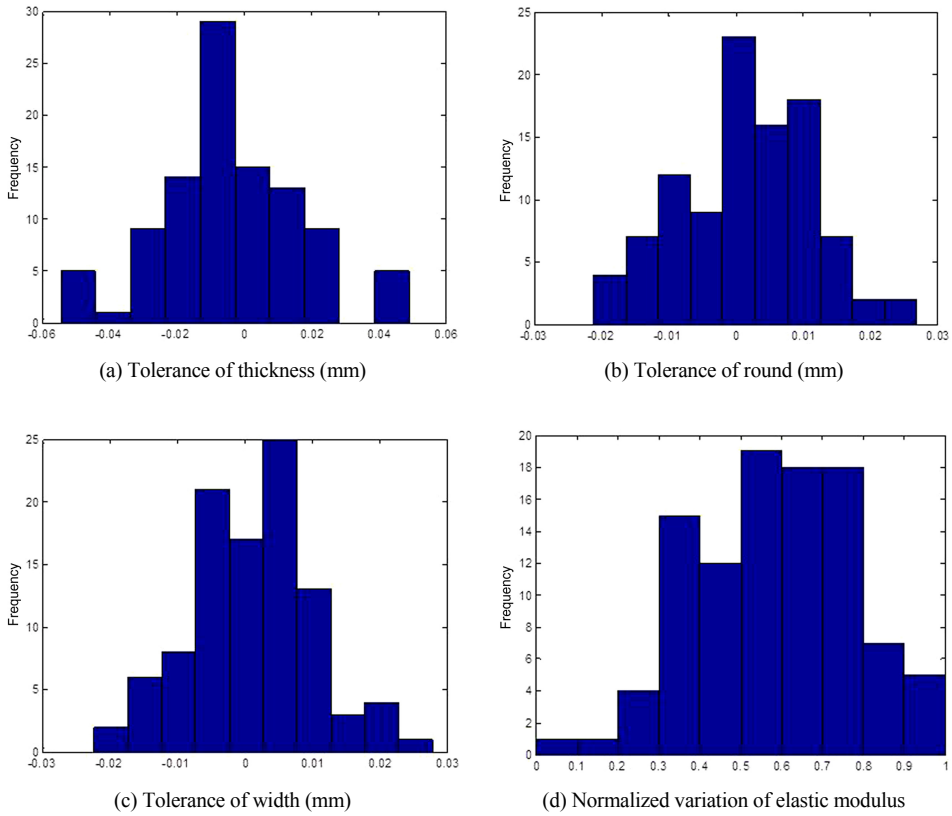 30
25
20
15
10
5
0
Frequency
-0.06 -0.04 -0.02 0 0.02 0.04 0.06
(a) Tolerance of thickness (mm)
25
20
15
10
5
0
Frequency
-0.03 -0.02 -0.01 0 0.01 0.02 0.03
(b) Tolerance of round (mm)
25
20
15
10
5
0
Frequency
-0.03 -0.02 -0.01 0 0.01 0.02 0.03
(c) Tolerance of width (mm)
20
18
16
14
12
10
8
6
4
2
0
Frequency
0 0.1 0.2 0.3 0.4 0.5 0.6 0.7 0.8 0.9 1
(d) Normalized variation of elastic modulus